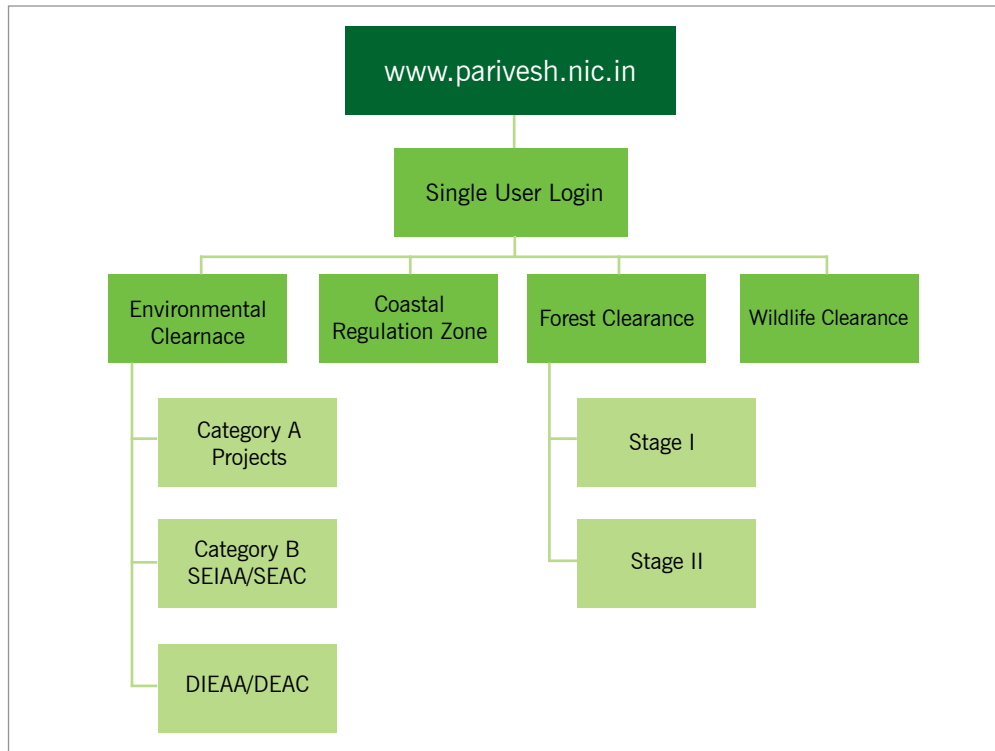 www.parivesh.nic.in
Single User Login
Environmental
Clearnace
Coastal
Regulation Zone
Forest Clearance
Wildlife Clearance
Category A
Projects
Category B
SEIAA/SEAC
DIEAA/DEAC
Stage I
Stage II